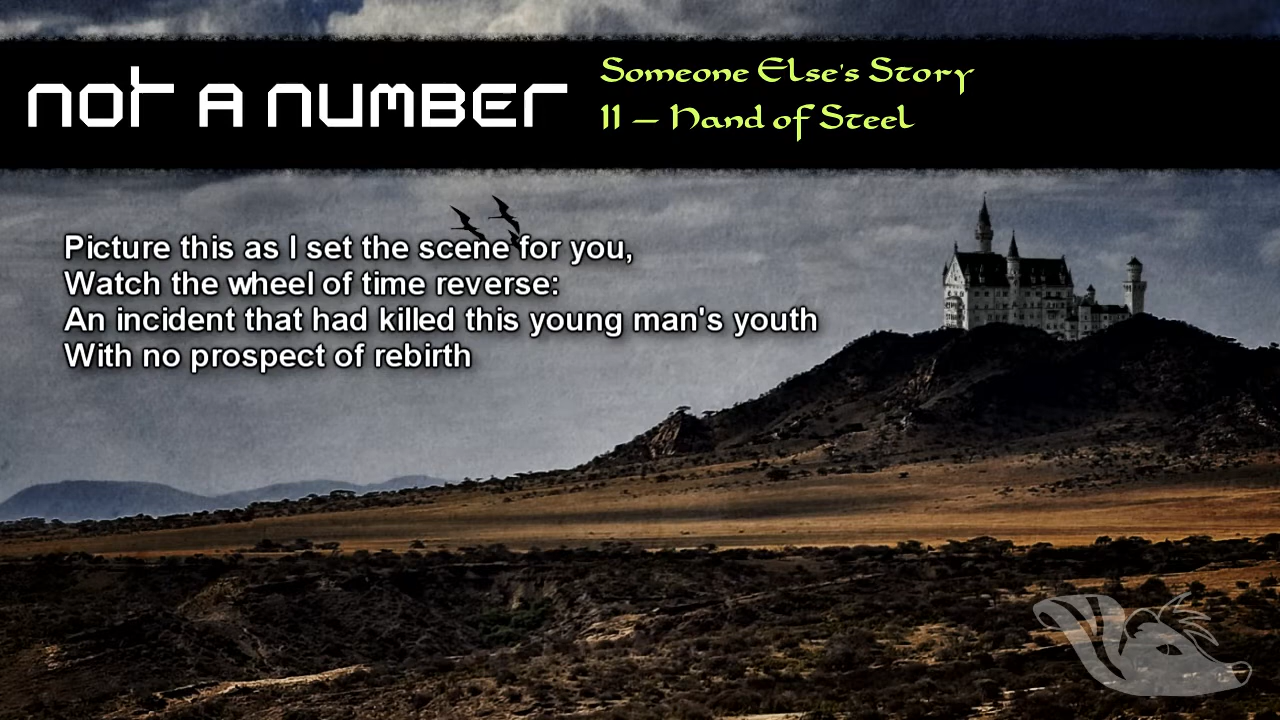 not a number
Someone Else's Story
II – Hand of Steel
Picture this as I set the scene for you,
Watch the wheel of time reverse:
An incident that had killed this young man's youth
With no prospect of rebirth